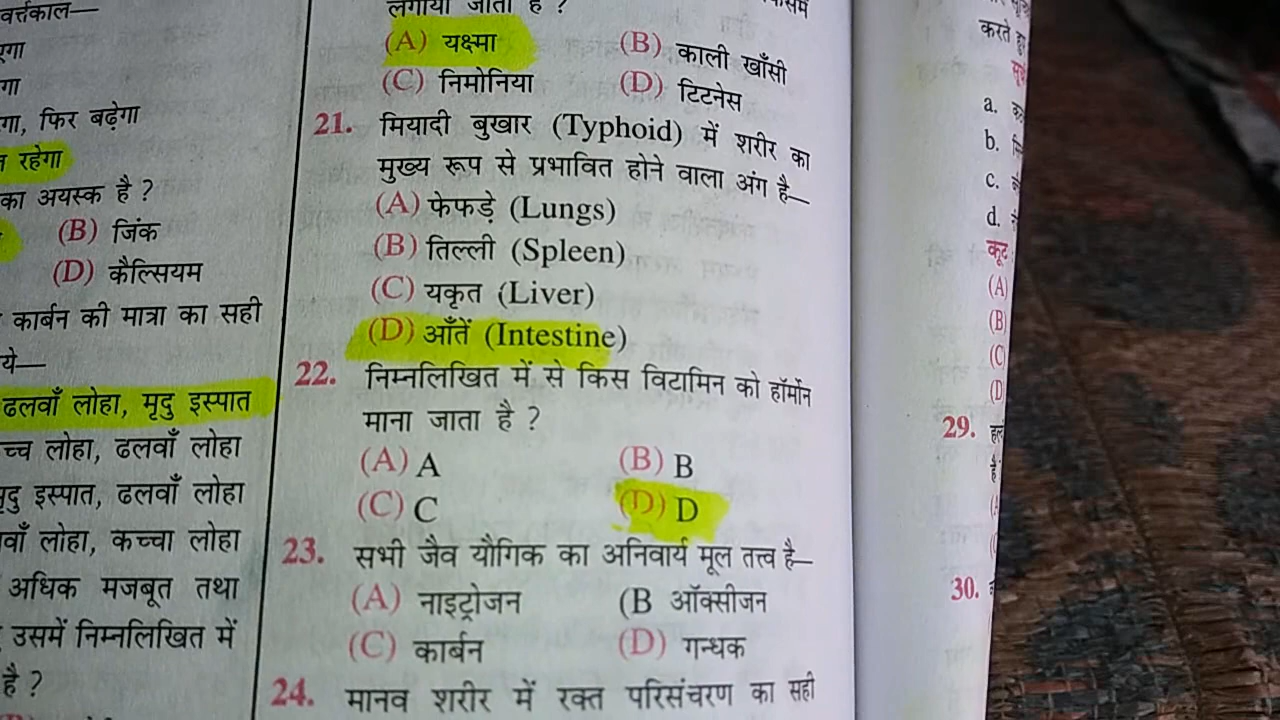 वर्त्तकाल—
गा, फिर बढ़ेगा
रहेगा
का अयस्क है ?
(B) जिंक
(D) कैल्सियम
कार्बन की मात्रा का सही
ये—
ढलवाँ लोहा, मृदु इस्पात
च्च लोहा, ढलवाँ लोहा
मृदु इस्पात, ढलवाँ लोहा
वाँ लोहा, कच्चा लोहा
अधिक मजबूत तथा
उसमें निम्नलिखित में
है ?
लगाया जाता है ?
(A) यक्ष्मा (B) काली खाँसी
(C) निमोनिया (D) टिटनेस
21. मियादी बुखार (Typhoid) में शरीर का
मुख्य रूप से प्रभावित होने वाला अंग है—
(A) फेफड़े (Lungs)
(B) तिल्ली (Spleen)
(C) यकृत (Liver)
(D) आँतें (Intestine)
22. निम्नलिखित में से किस विटामिन को हॉर्मोन
माना जाता है ?
(A) A (B) B
(C) C (D) D
23. सभी जैव यौगिक का अनिवार्य मूल तत्त्व है—
(A) नाइट्रोजन (B ऑक्सीजन
(C) कार्बन (D) गन्धक
24. मानव शरीर में रक्त परिसंचरण का सही
करते
a.
b.
c.
d.
कूट
(A)
(B)
(C)
(D
29.
30.